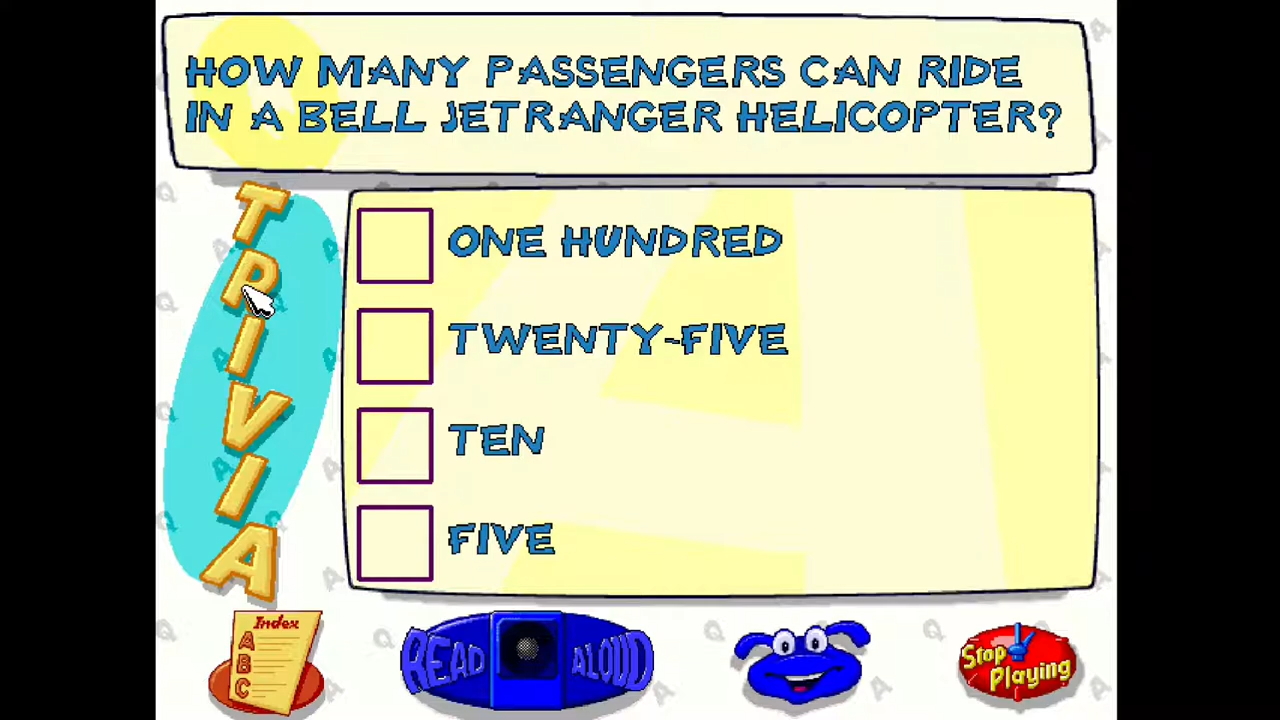 HOW MANY PASSENGERS CAN RIDE
IN A BELL JETRANGER HELICOPTER?
TRIVIA
ONE HUNDRED
TWENTY-FIVE
TEN
FIVE
Index
A
B
C
READ ALOUD
Stop
Playing